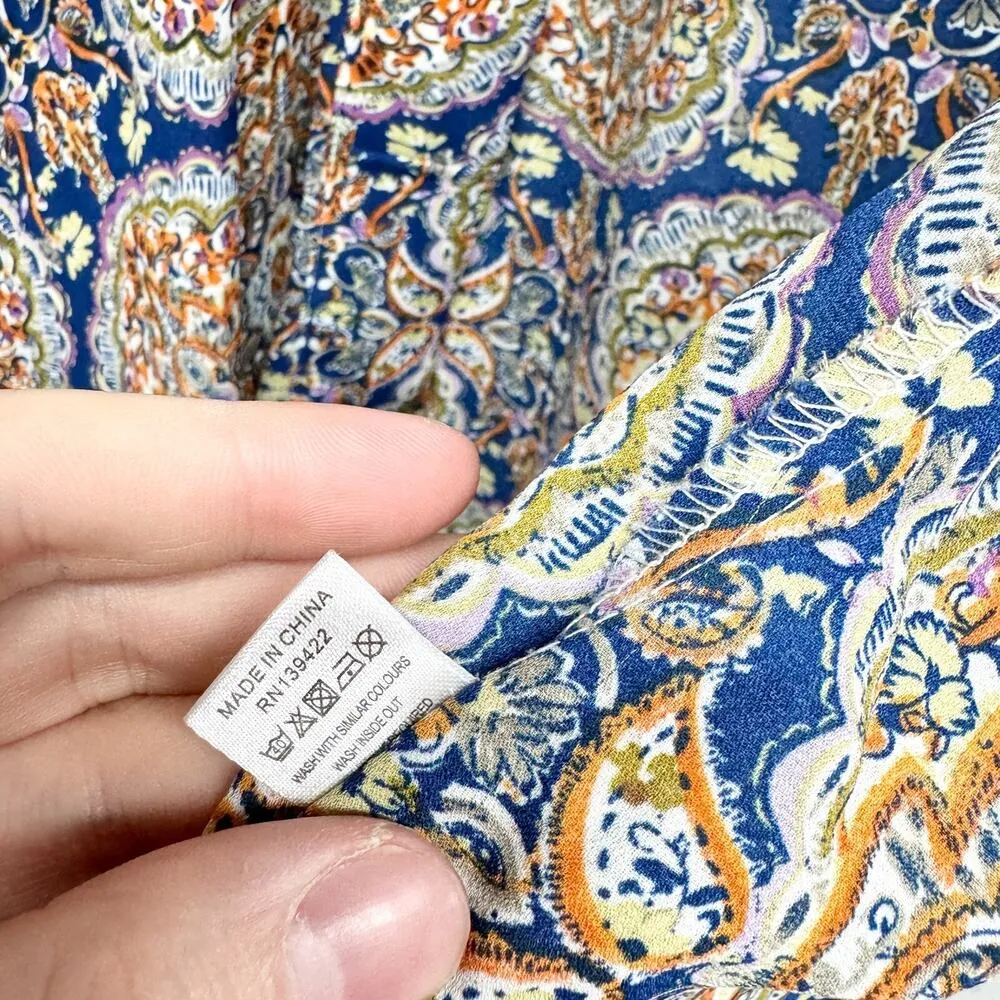 MADE IN CHINA
RN139422
WASH WITH SIMILAR COLOURS
WASH INSIDE OUT